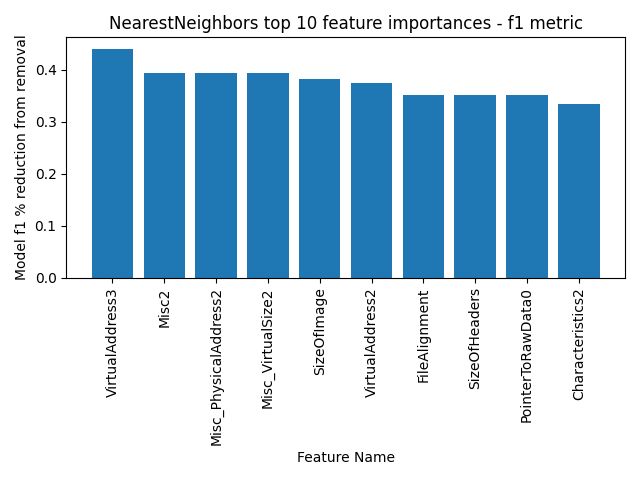 NearestNeighbors top 10 feature importances - f1 metric
Model f1 % reduction from removal
0.4
0.3
0.2
0.1
0.0
VirtualAddress3
Misc2
Misc_PhysicalAddress2
Misc_VirtualSize2
SizeOfImage
VirtualAddress2
FileAlignment
SizeOfHeaders
PointerToRawData0
Characteristics2
Feature Name